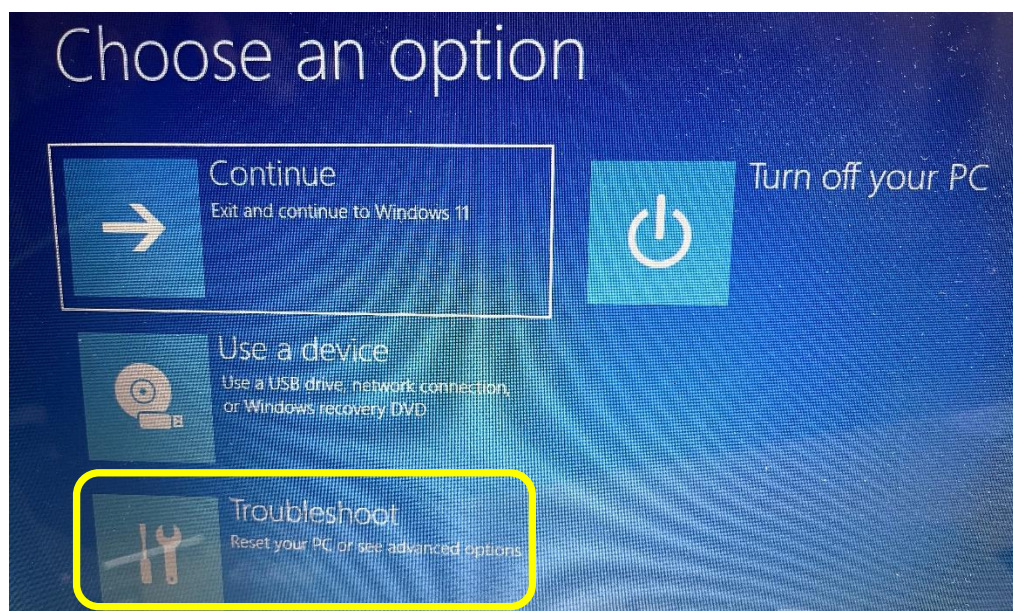 Choose an option
Continue
Exit and continue to Windows 11
Turn off your PC
Use a device
Use a USB drive, network connection,
or Windows recovery DVD
Troubleshoot
Reset your PC or see advanced options